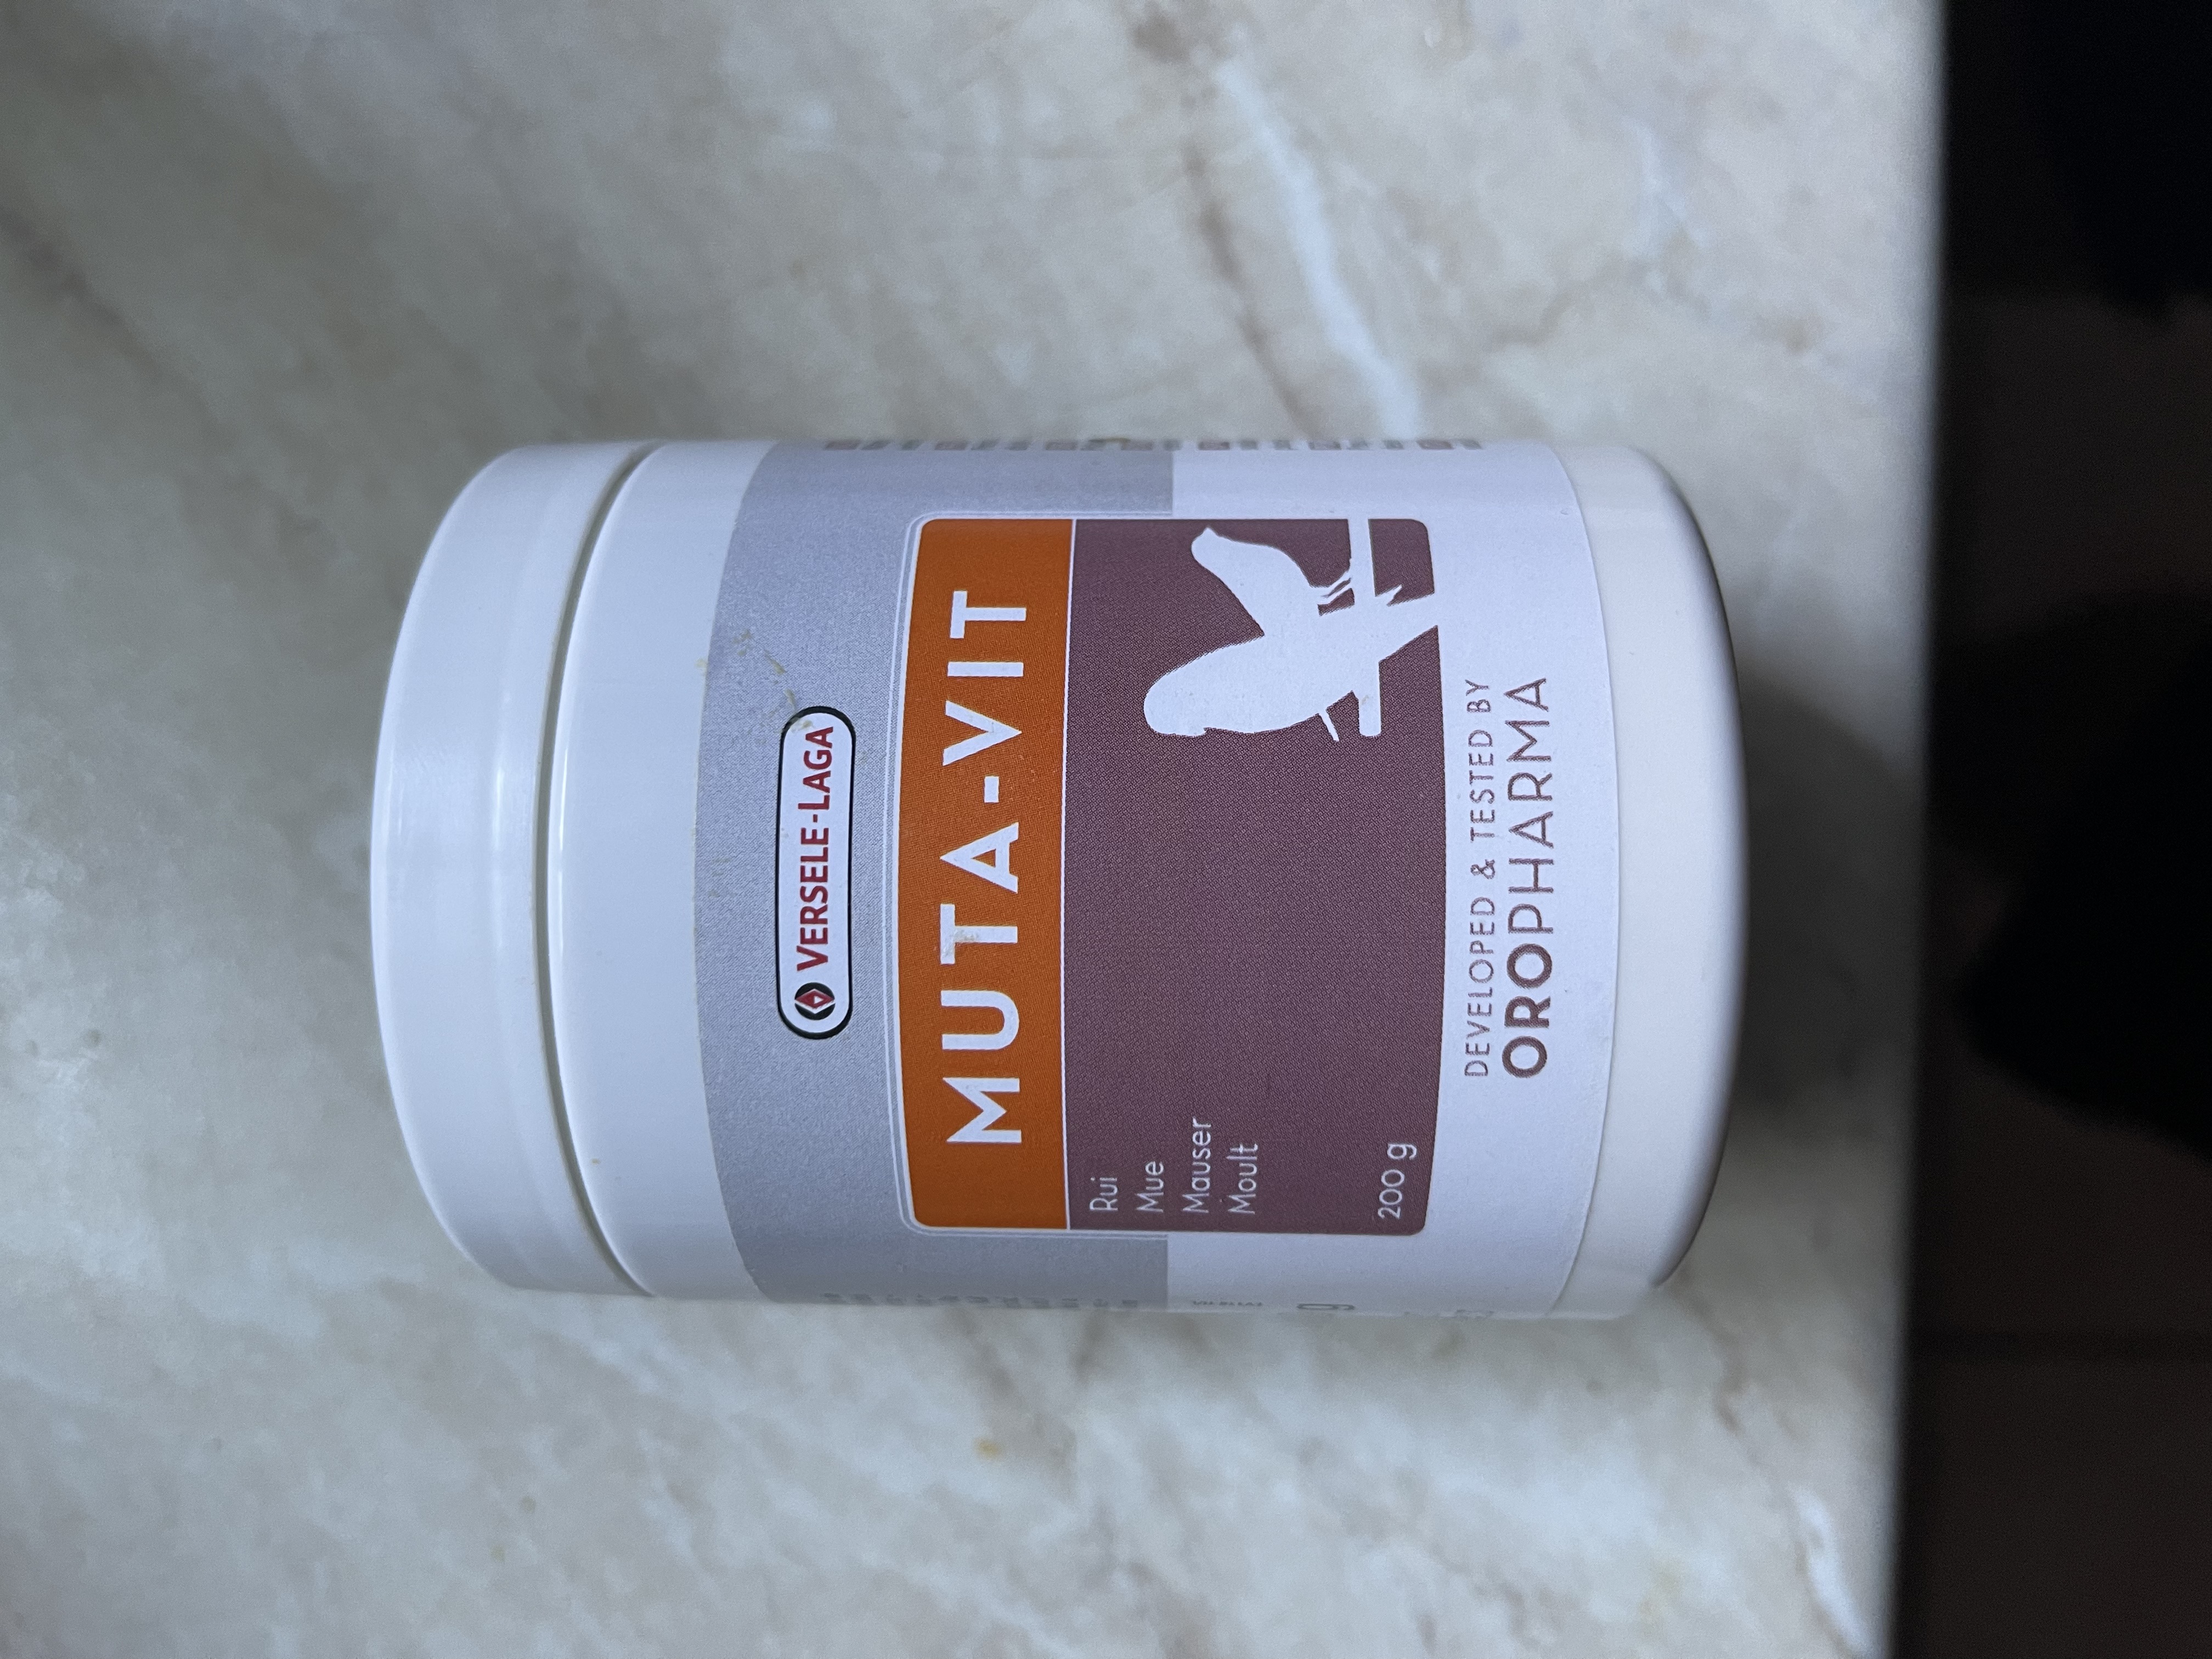 VERSELE-LAGA
MUTA-VIT
Rui
Mue
Mauser
Moult
200 g
DEVELOPED & TESTED BY
OROPHARMA